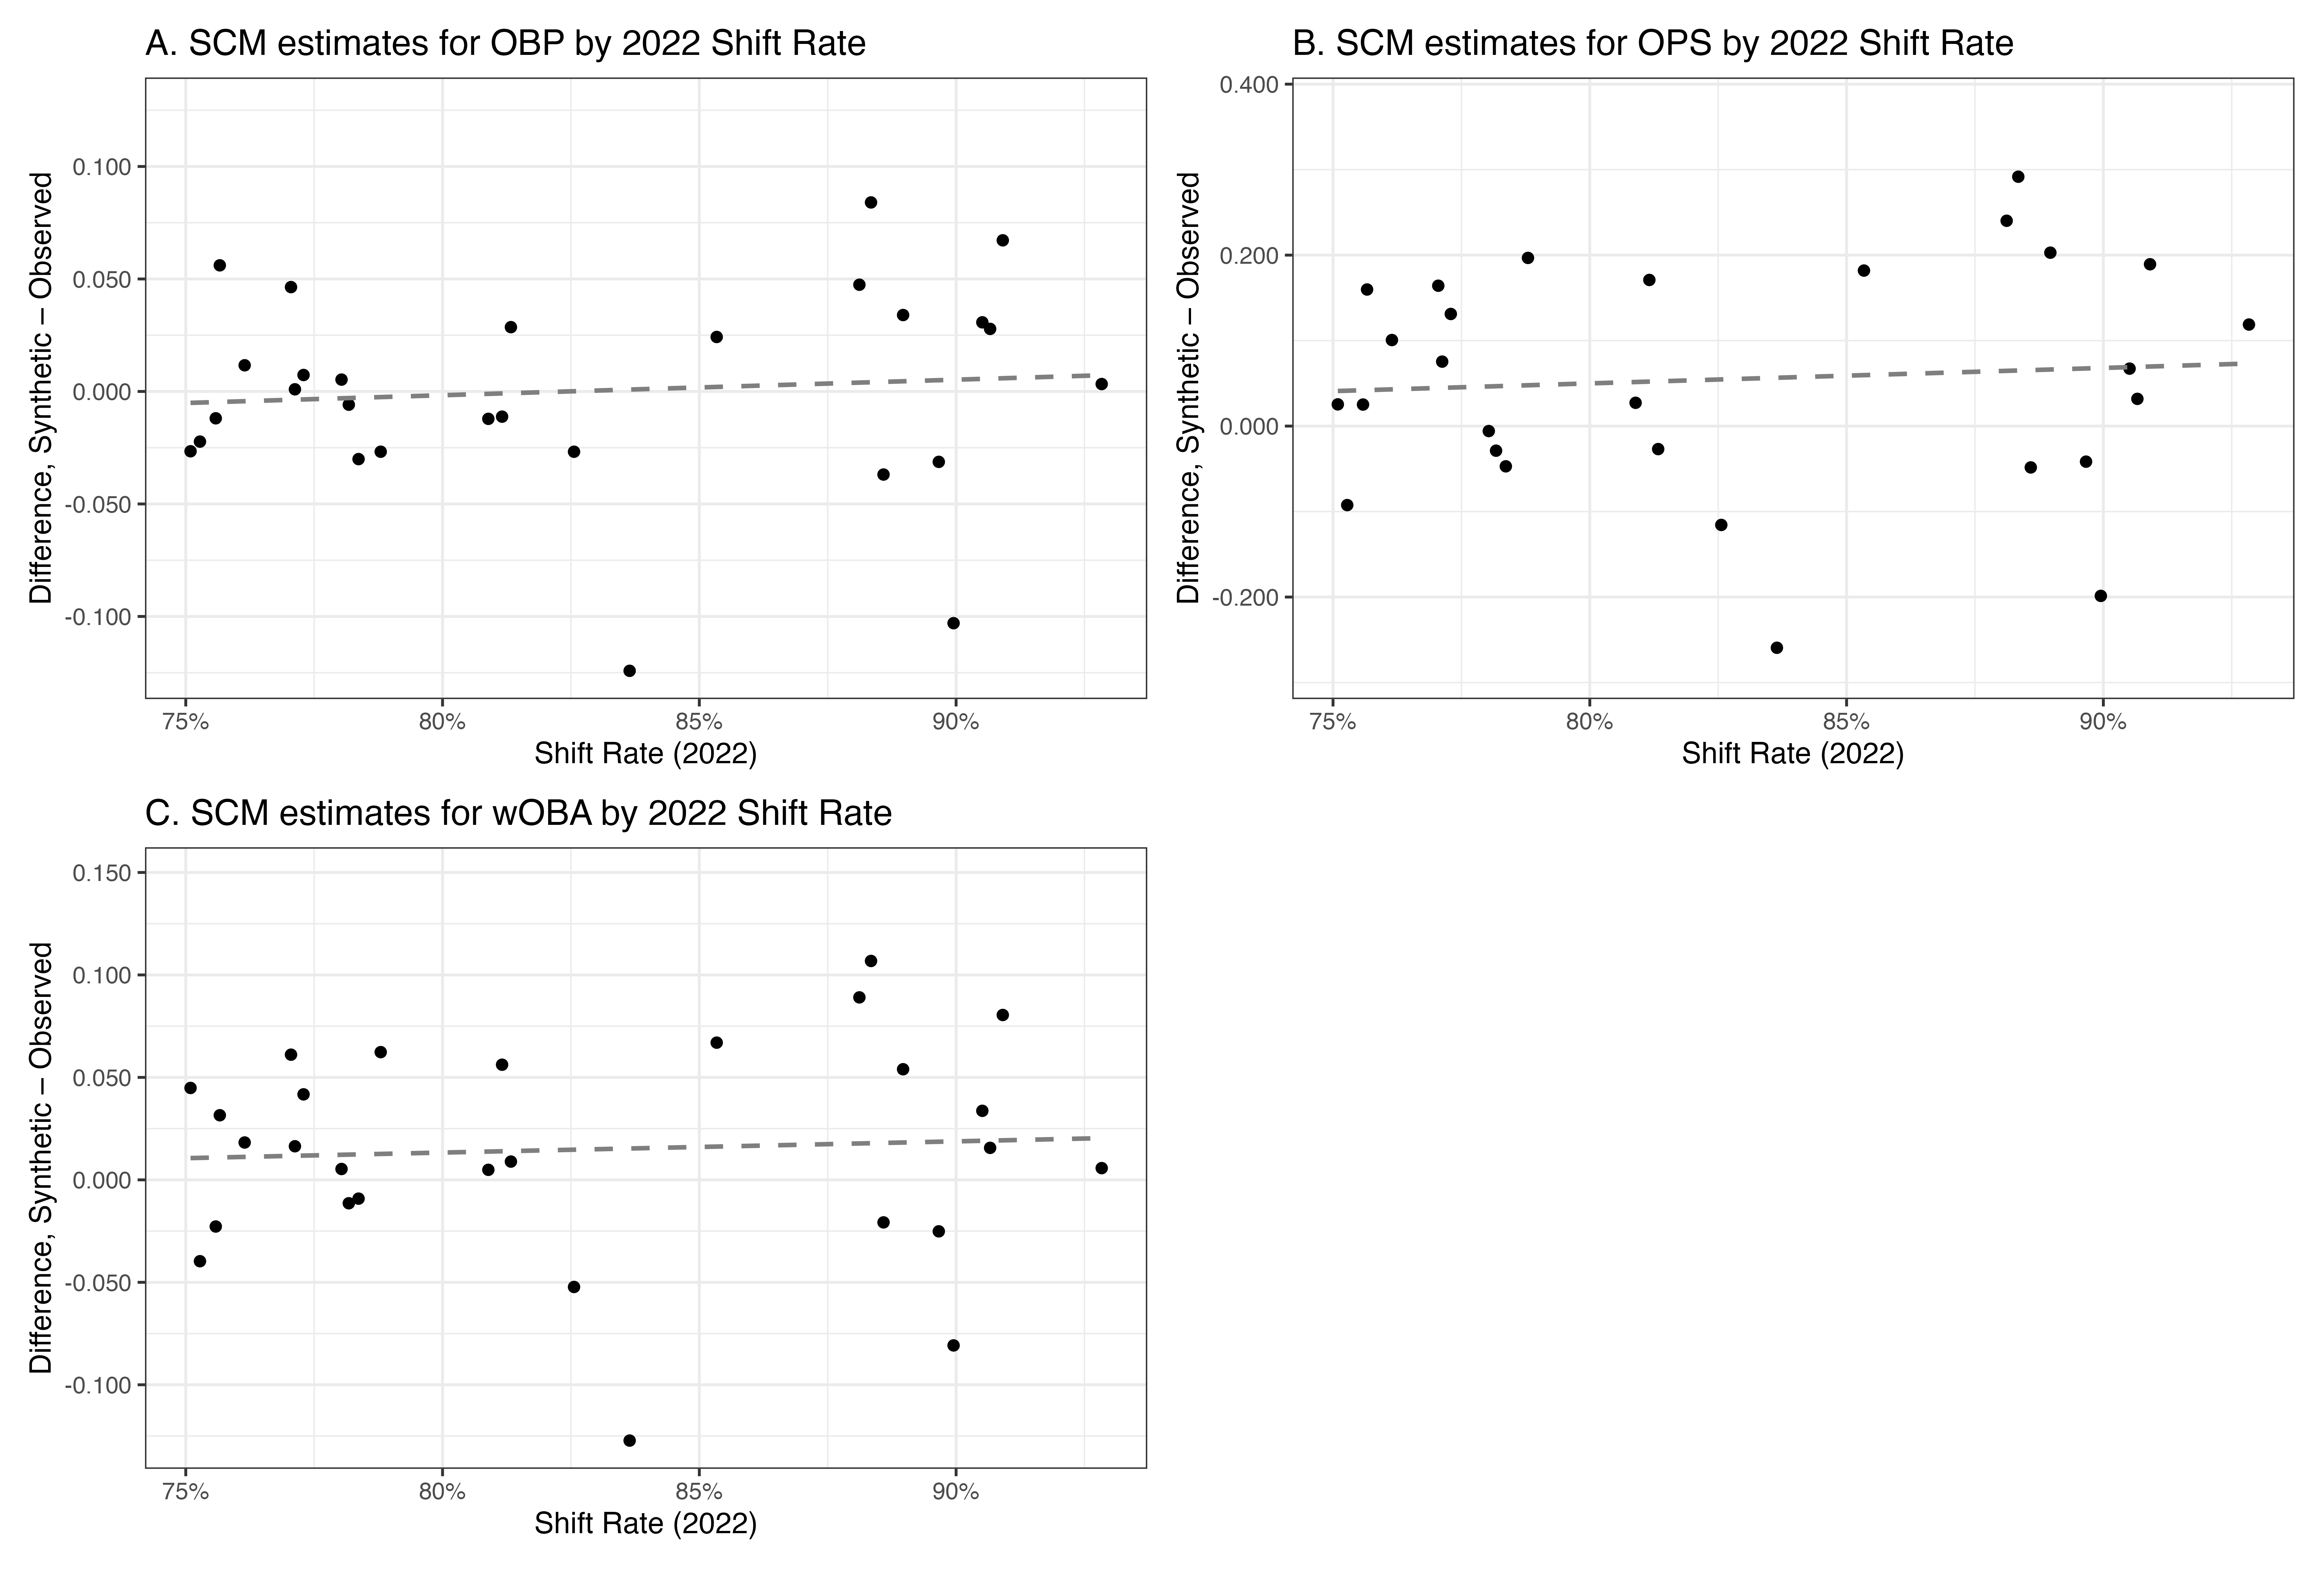 A. SCM estimates for OBP by 2022 Shift Rate
Difference, Synthetic – Observed
0.100
0.050
0.000
-0.050
-0.100
75% 80% 85% 90%
Shift Rate (2022)
B. SCM estimates for OPS by 2022 Shift Rate
Difference, Synthetic – Observed
0.400
0.200
0.000
-0.200
75% 80% 85% 90%
Shift Rate (2022)
C. SCM estimates for wOBA by 2022 Shift Rate
Difference, Synthetic – Observed
0.150
0.100
0.050
0.000
-0.050
-0.100
75% 80% 85% 90%
Shift Rate (2022)